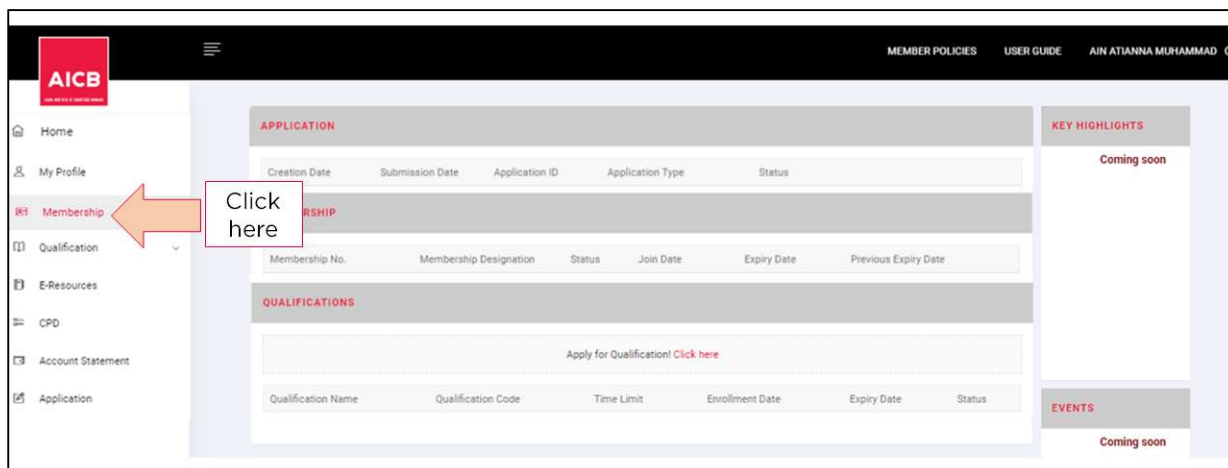 MEMBER POLICIES USER GUIDE AIN ATIANNA MUHAMMAD
AICB
Home
My Profile
Membership
Qualification
E-Resources
CPD
Account Statement
Application
Click
here
APPLICATION
Creation Date Submission Date Application ID Application Type Status
RSHIP
Membership No. Membership Designation Status Join Date Expiry Date Previous Expiry Date
QUALIFICATIONS
Apply for Qualification! Click here
Qualification Name Qualification Code Time Limit Enrollment Date Expiry Date Status
KEY HIGHLIGHTS
Coming soon
EVENTS
Coming soon